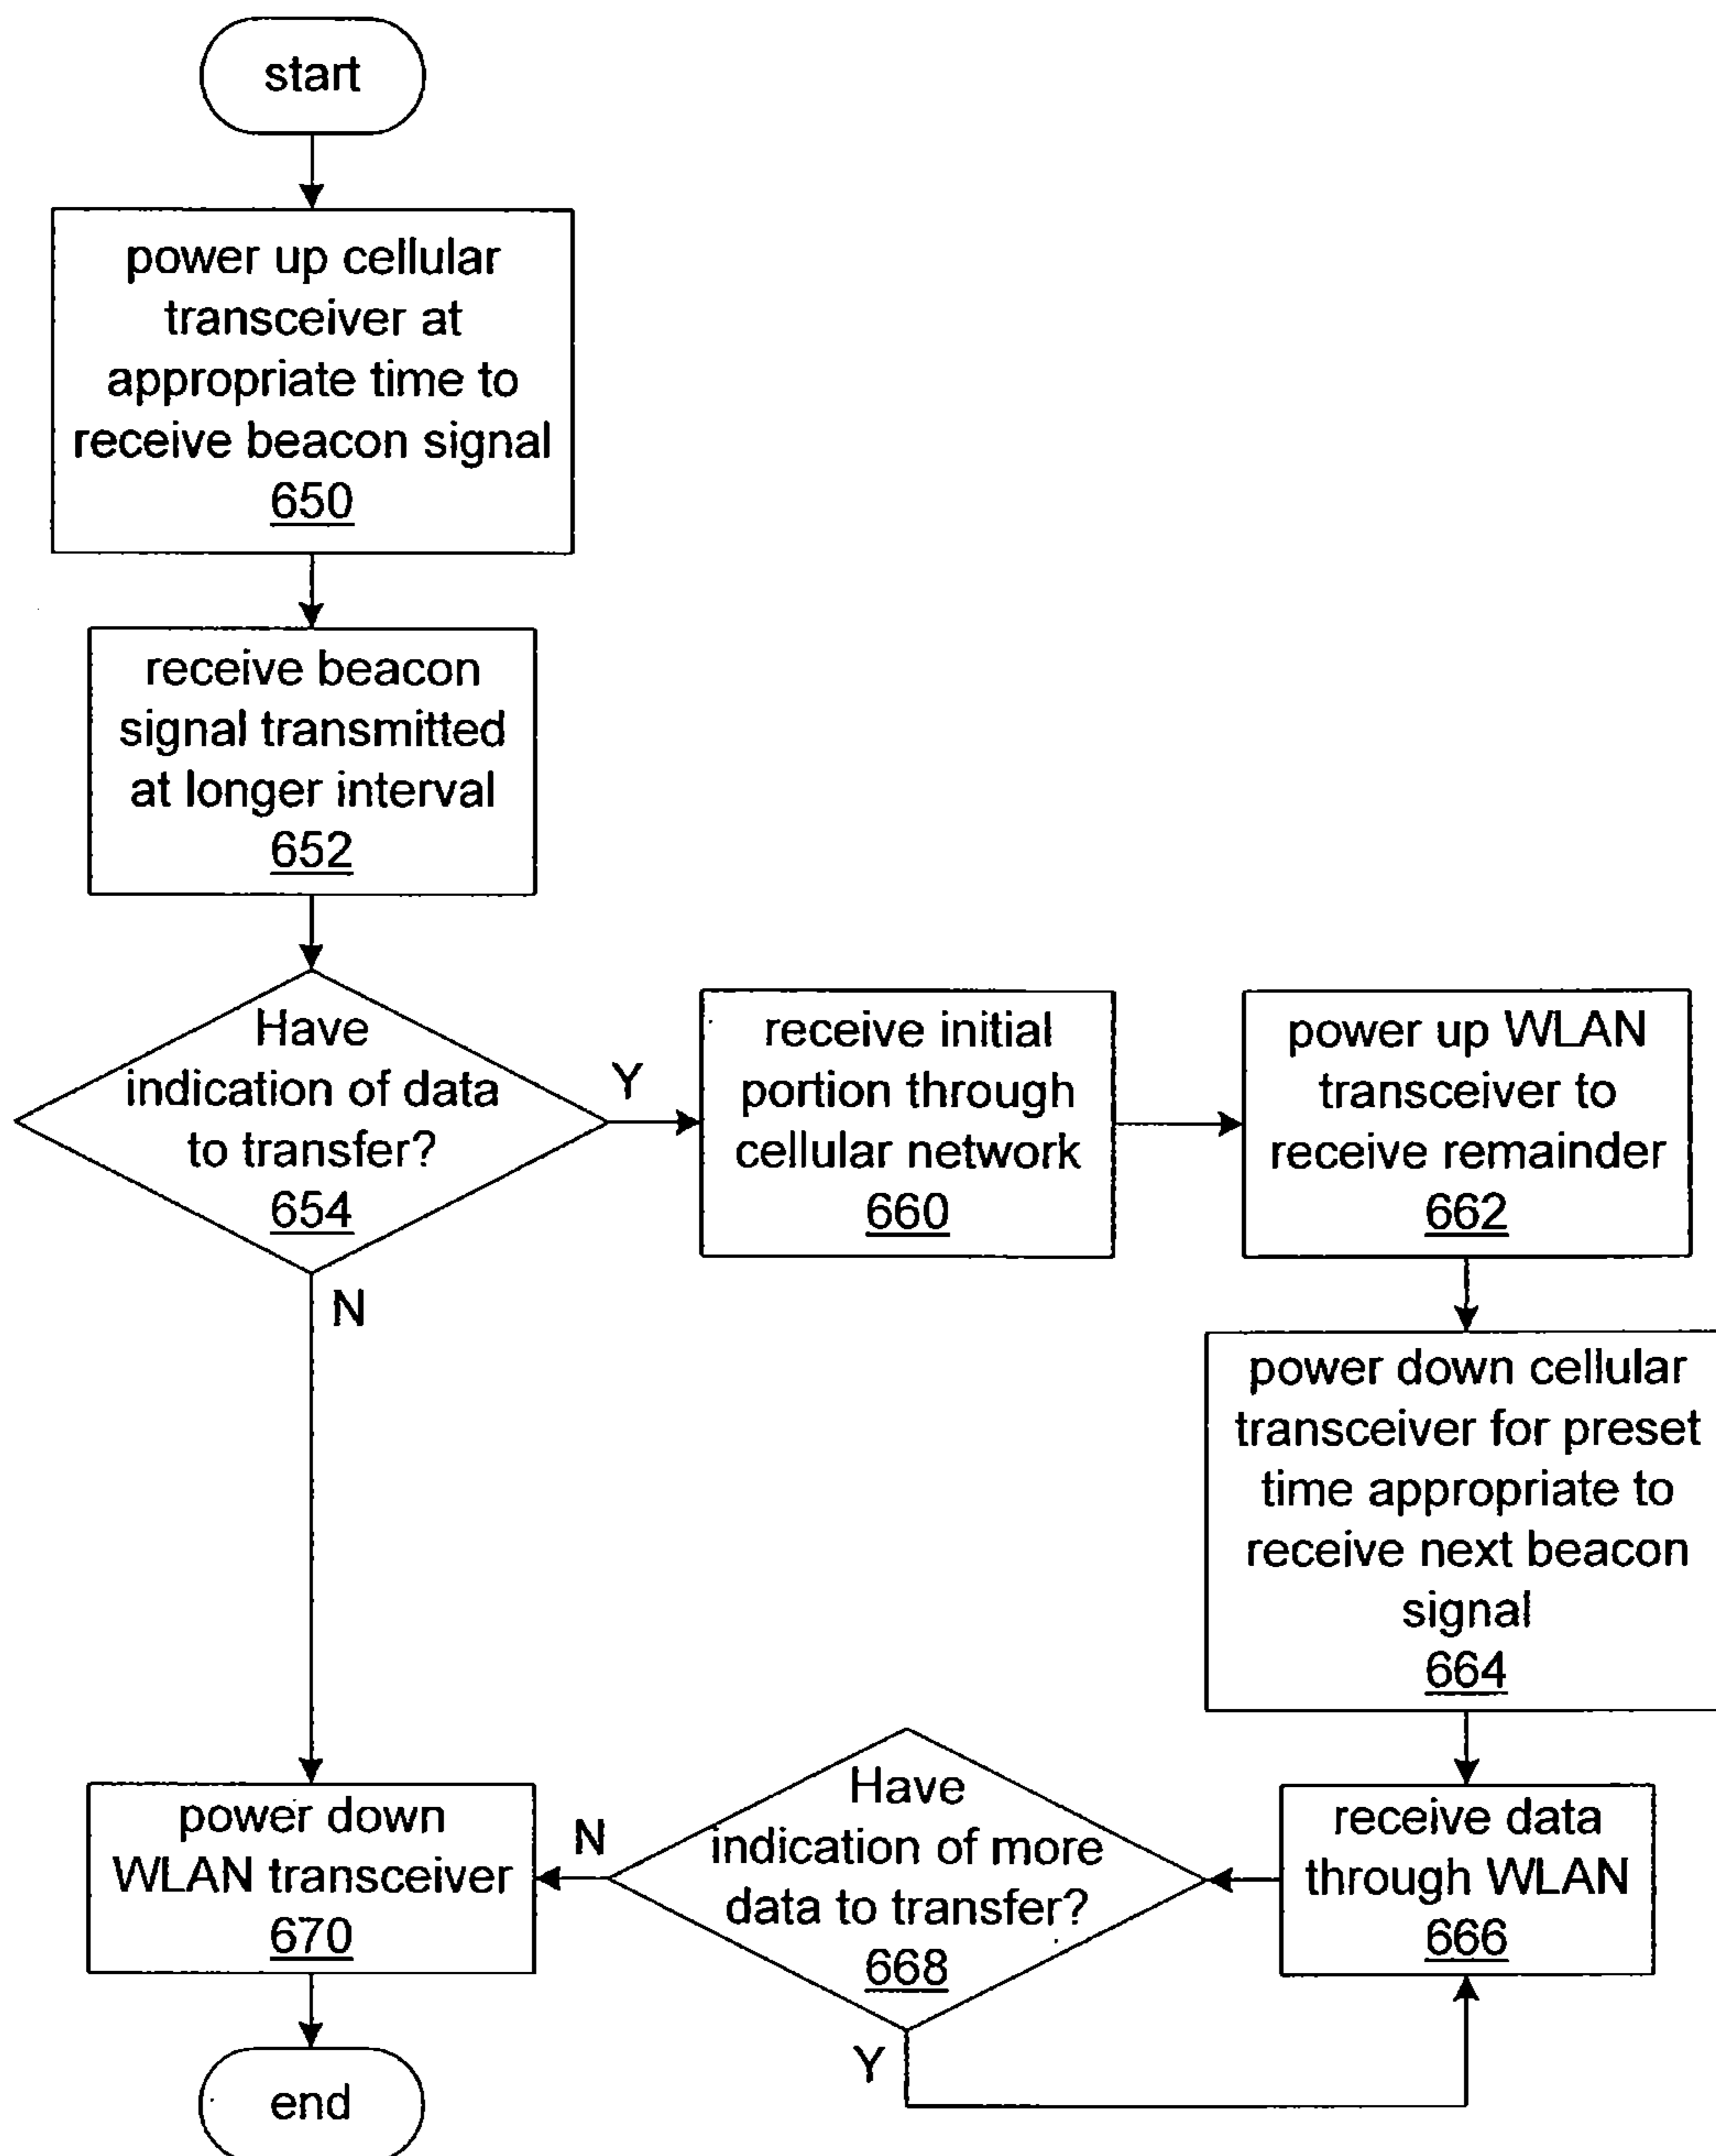 start
power up cellular
transceiver at
appropriate time to
receive beacon signal
650
receive beacon
signal transmitted
at longer interval
652
Have
indication of data
to transfer?
654
Y
N
receive initial
portion through
cellular network
660
power up WLAN
transceiver to
receive remainder
662
power down cellular
transceiver for preset
time appropriate to
receive next beacon
signal
664
receive data
through WLAN
666
Have
indication of more
data to transfer?
668
N
Y
power down
WLAN transceiver
670
end